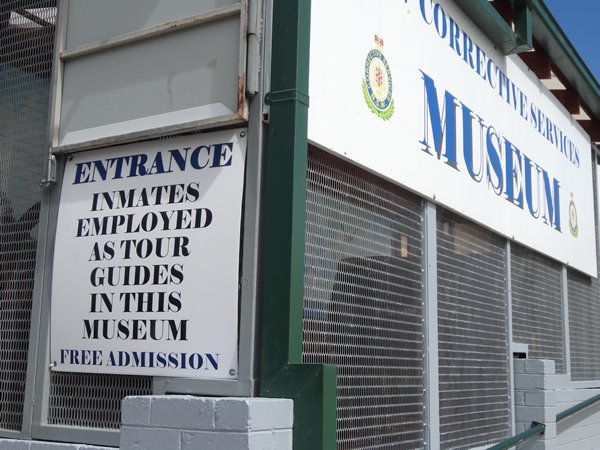 ENTRANCE
INMATES
EMPLOYED
AS TOUR
GUIDES
IN THIS
MUSEUM
FREE ADMISSION
CORRECTIVE SERVICES
MUSEUM